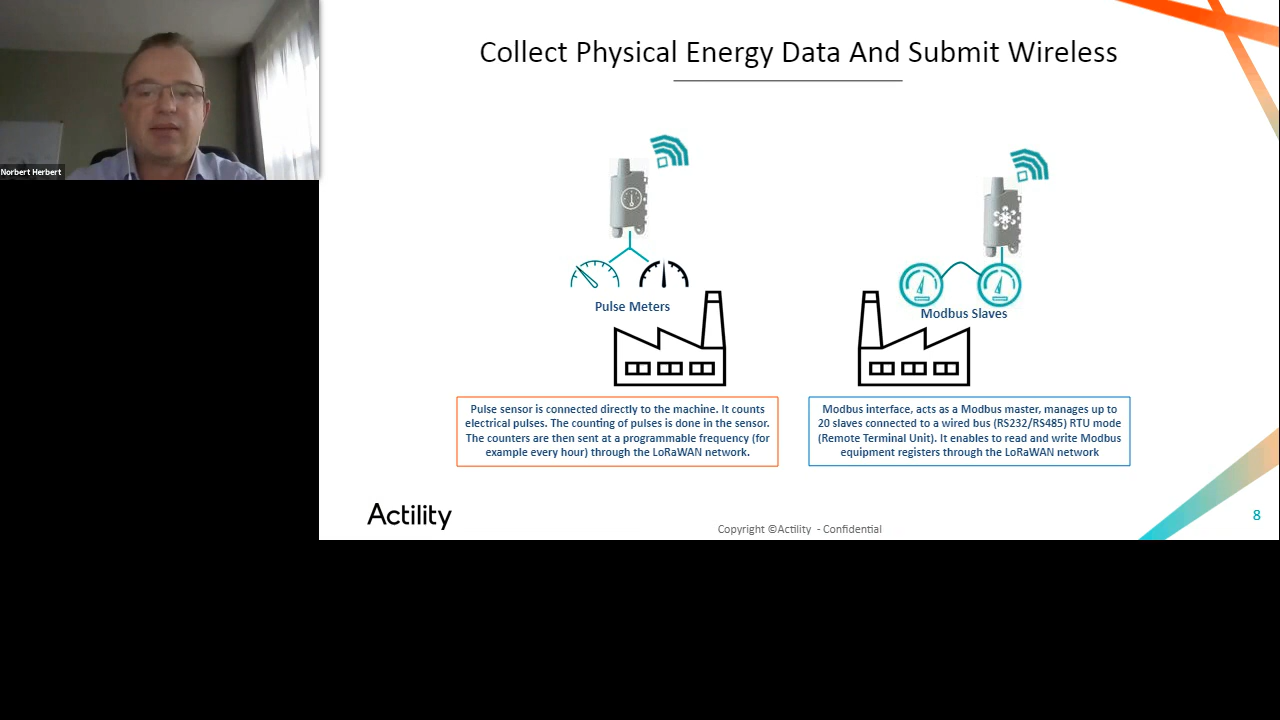 Collect Physical Energy Data And Submit Wireless
Norbert Herbert
Pulse Meters
Modbus Slaves
Pulse sensor is connected directly to the machine. It counts
electrical pulses. The counting of pulses is done in the sensor.
The counters are then sent at a programmable frequency (for
example every hour) through the LoRaWAN network.
Modbus interface, acts as a Modbus master, manages up to
20 slaves connected to a wired bus (RS232/RS485) RTU mode
(Remote Terminal Unit). It enables to read and write Modbus
equipment registers through the LoRaWAN network
Actility
Copyright ©Actility - Confidential
8